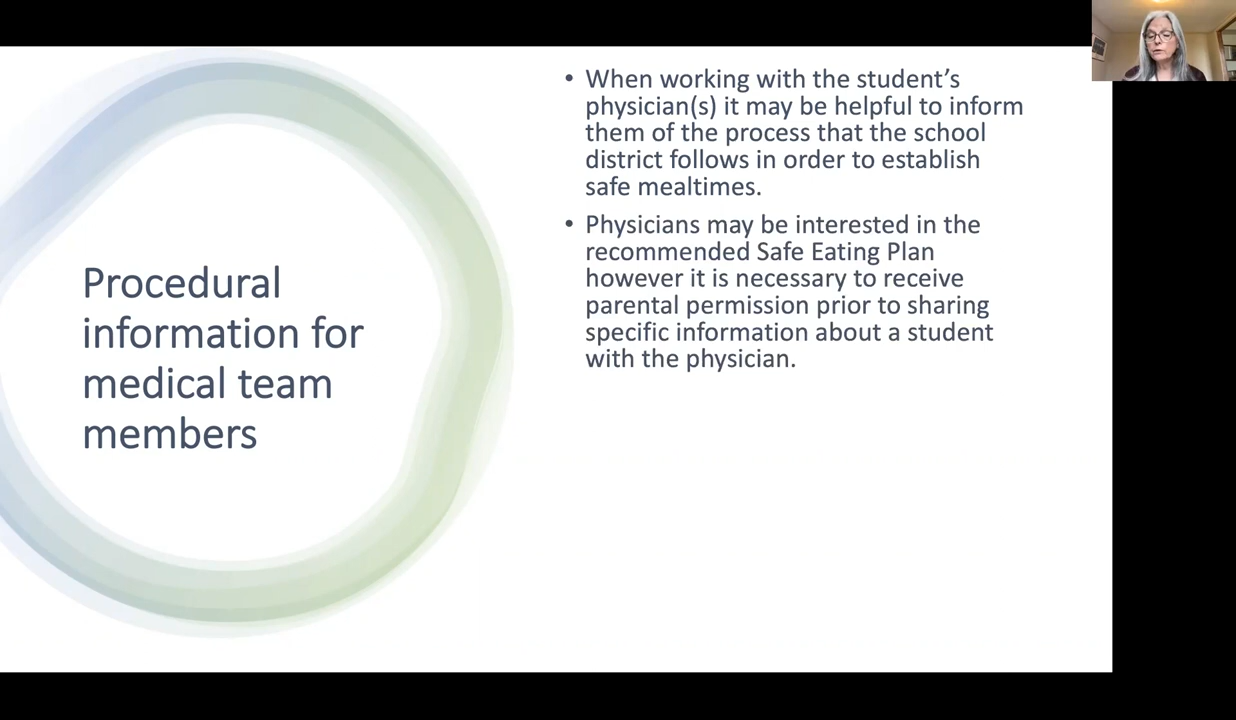 Procedural
information for
medical team
members
• When working with the student’s
physician(s) it may be helpful to inform
them of the process that the school
district follows in order to establish
safe mealtimes.
• Physicians may be interested in the
recommended Safe Eating Plan
however it is necessary to receive
parental permission prior to sharing
specific information about a student
with the physician.